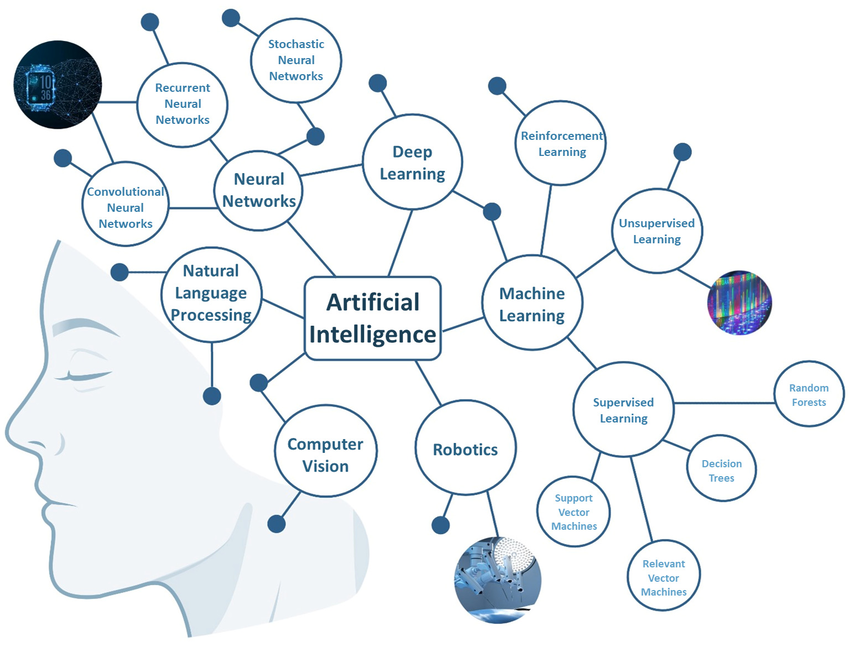 Stochastic
Neural
Networks
Recurrent
Neural
Networks
10
36
Deep
Learning
Reinforcement
Learning
Neural
Networks
Convolutional
Neural
Networks
Unsupervised
Learning
Natural
Language
Processing
Artificial
Intelligence
Machine
Learning
Supervised
Learning
Random
Forests
Computer
Vision
Robotics
Decision
Trees
Support
Vector
Machines
Relevant
Vector
Machines